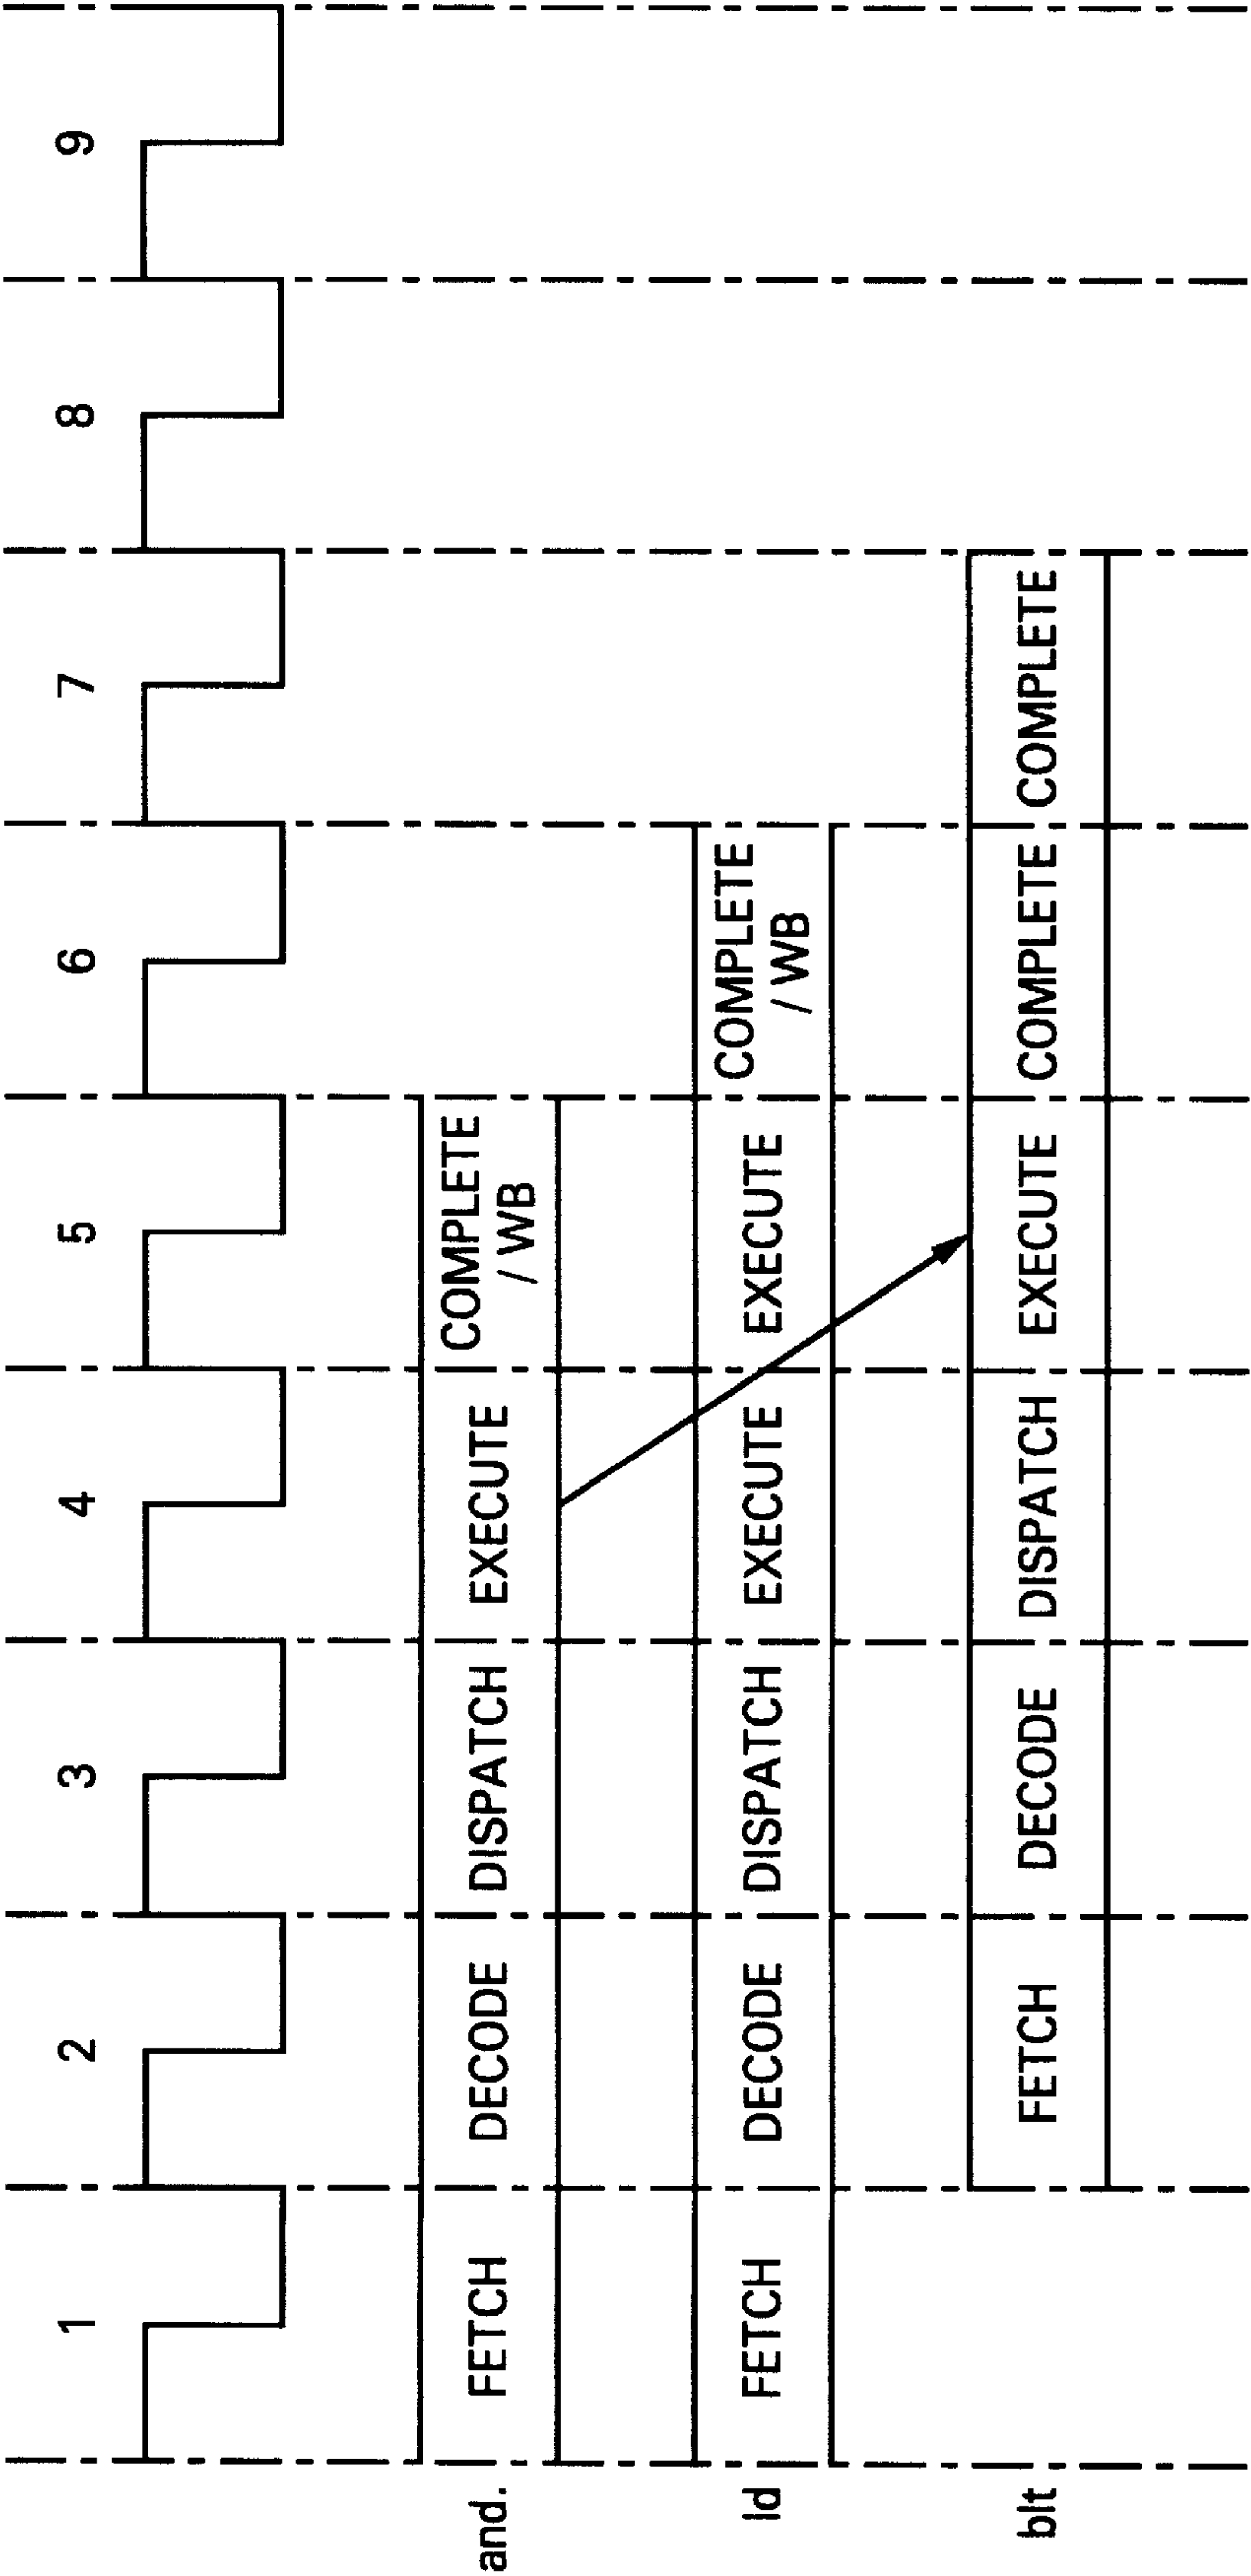 1 2 3 4 5 6 7 8 9
and. FETCH DECODE DISPATCH EXECUTE COMPLETE
/ WB
ld FETCH DECODE DISPATCH EXECUTE EXECUTE COMPLETE
/ WB
blt FETCH DECODE DISPATCH EXECUTE COMPLETE COMPLETE